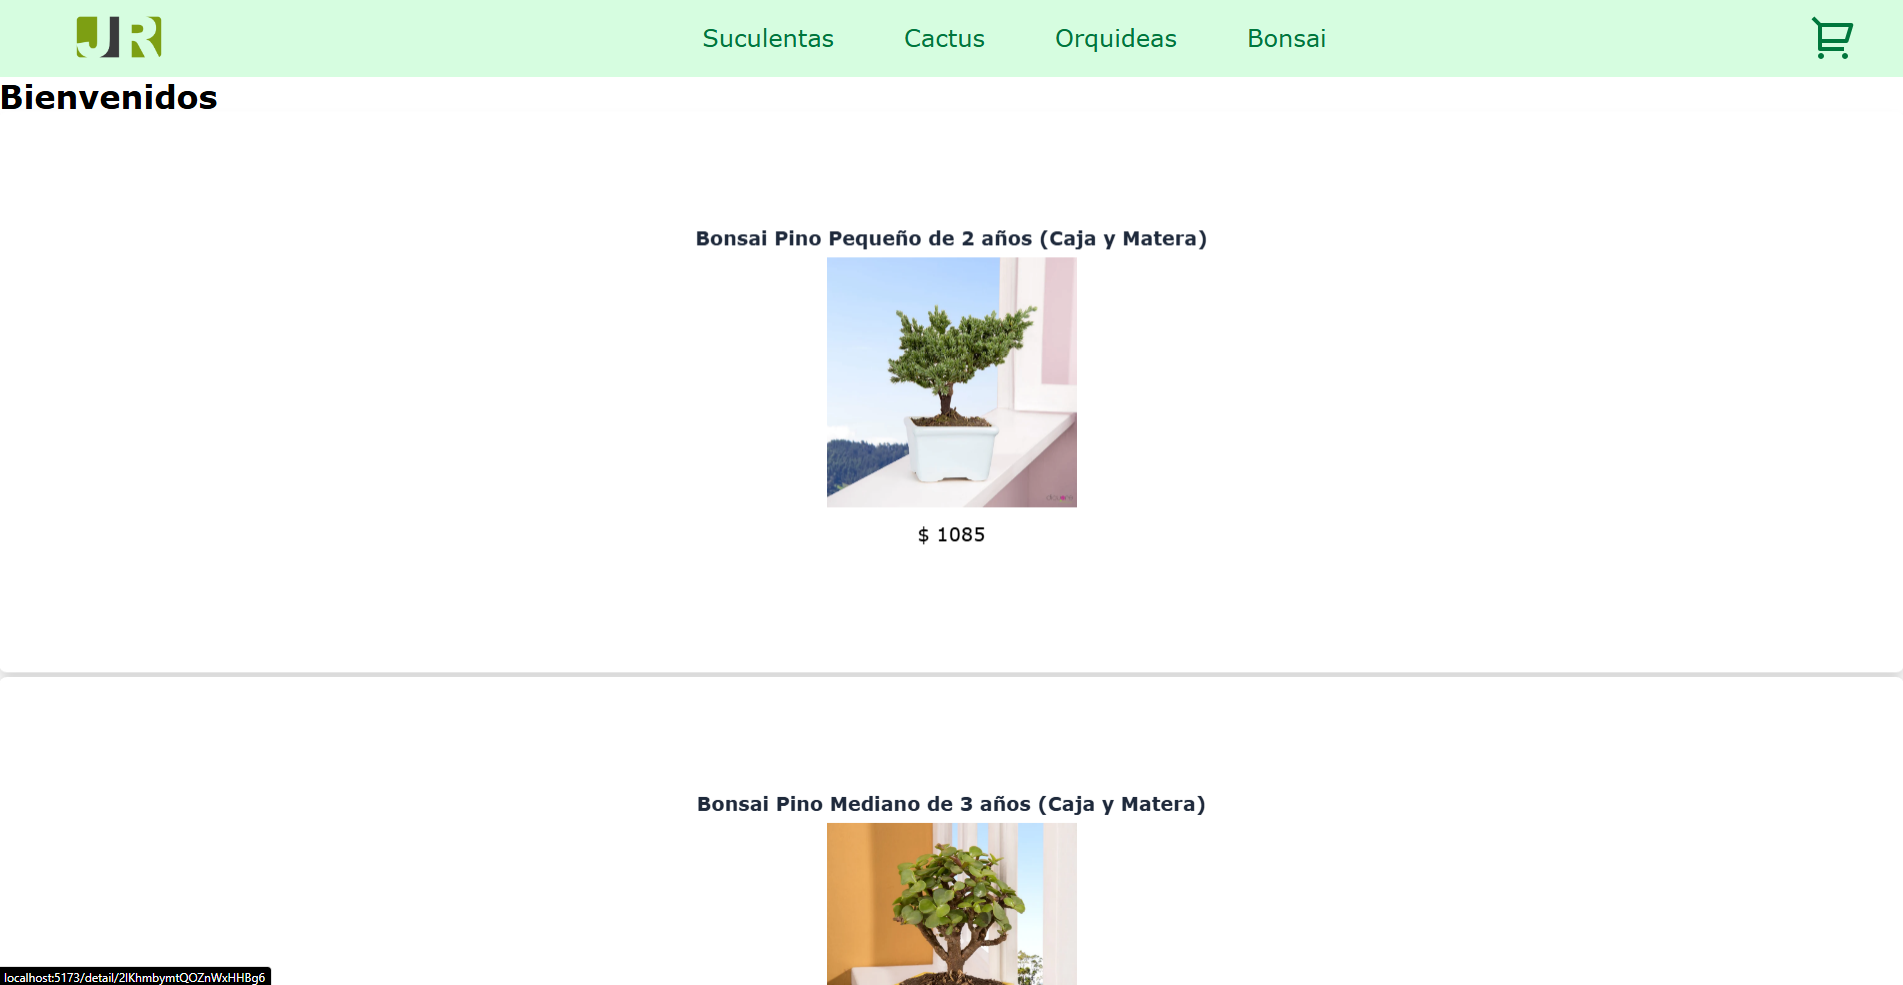 JR
Suculentas
Cactus
Orquideas
Bonsai
Bienvenidos
Bonsai Pino Pequeño de 2 años (Caja y Matera)
$ 1085
Bonsai Pino Mediano de 3 años (Caja y Matera)
localhost:5173/detail/2lKhmbymtQOZnWxHHBg6